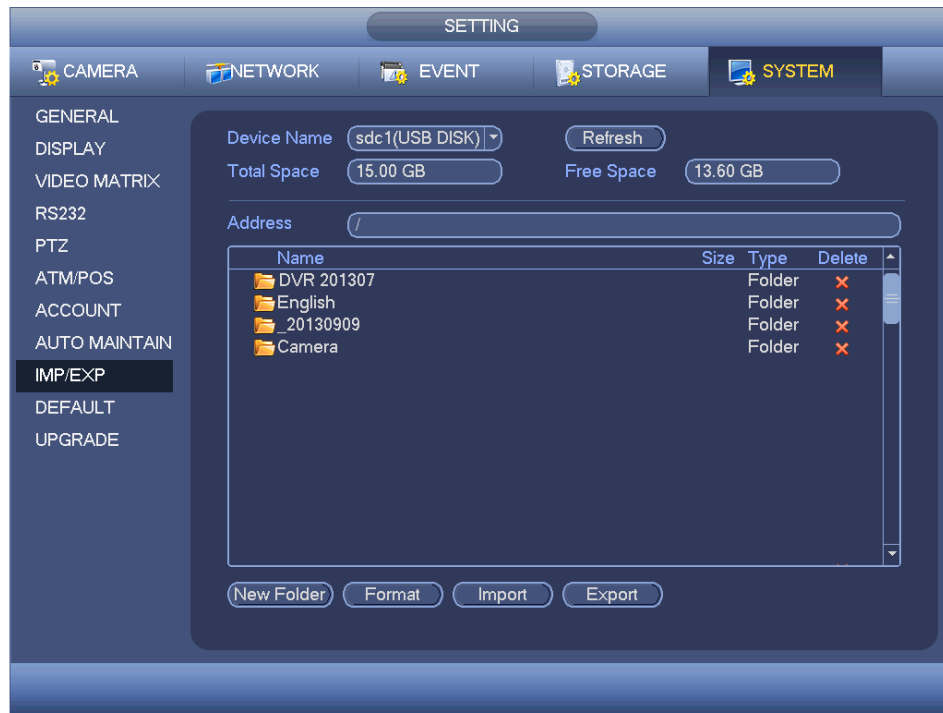 SETTING
CAMERA NETWORK EVENT STORAGE SYSTEM
GENERAL
DISPLAY
VIDEO MATRIX
RS232
PTZ
ATM/POS
ACCOUNT
AUTO MAINTAIN
IMP/EXP
DEFAULT
UPGRADE
Device Name sdc1(USB DISK) Refresh
Total Space 15.00 GB Free Space 13.60 GB
Address /
Name Size Type Delete
DVR 201307 Folder
English Folder
_20130909 Folder
Camera Folder
New Folder Format Import Export